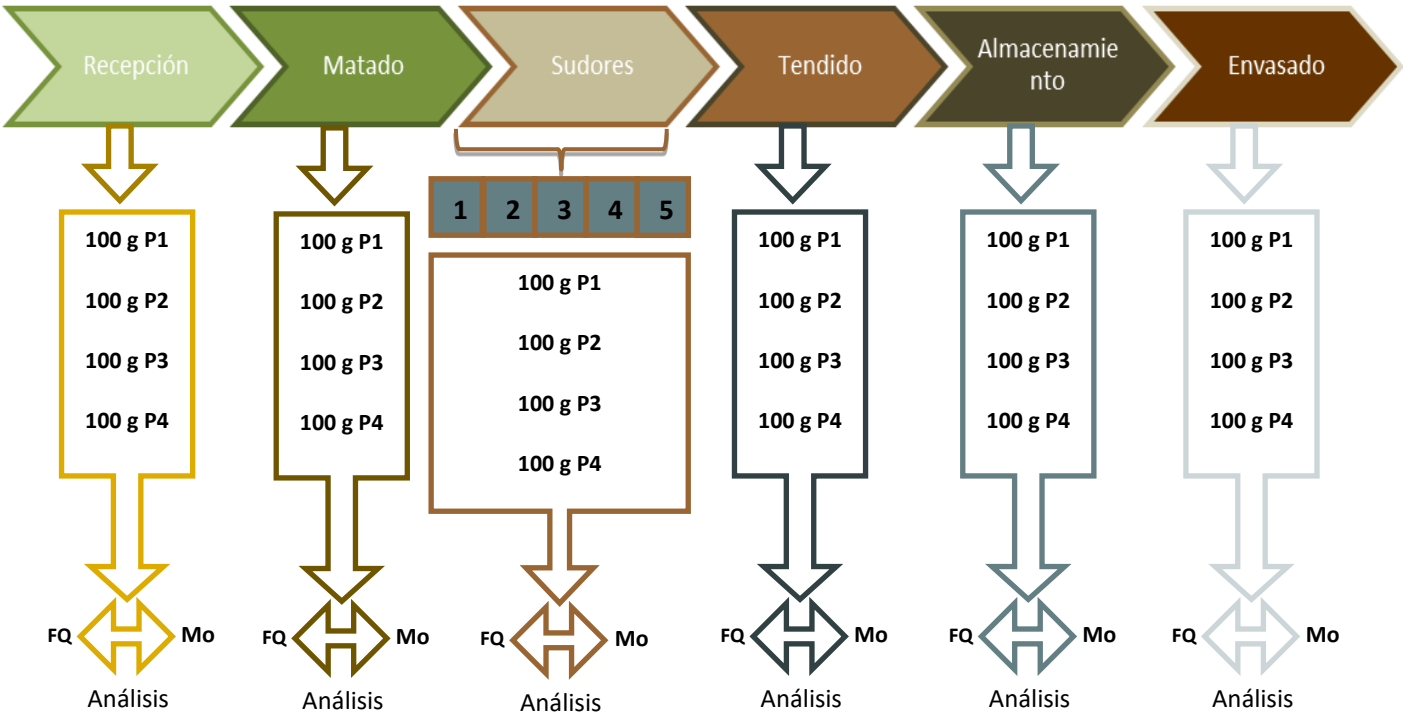 Recepción
Matado
Sudores
Tendido
Almacenamie
nto
Envasado
1 2 3 4 5
100 g P1
100 g P2
100 g P3
100 g P4
FQ Mo
Análisis
100 g P1
100 g P2
100 g P3
100 g P4
FQ Mo
Análisis
100 g P1
100 g P2
100 g P3
100 g P4
FQ Mo
Análisis
100 g P1
100 g P2
100 g P3
100 g P4
FQ Mo
Análisis
100 g P1
100 g P2
100 g P3
100 g P4
FQ Mo
Análisis
100 g P1
100 g P2
100 g P3
100 g P4
FQ Mo
Análisis